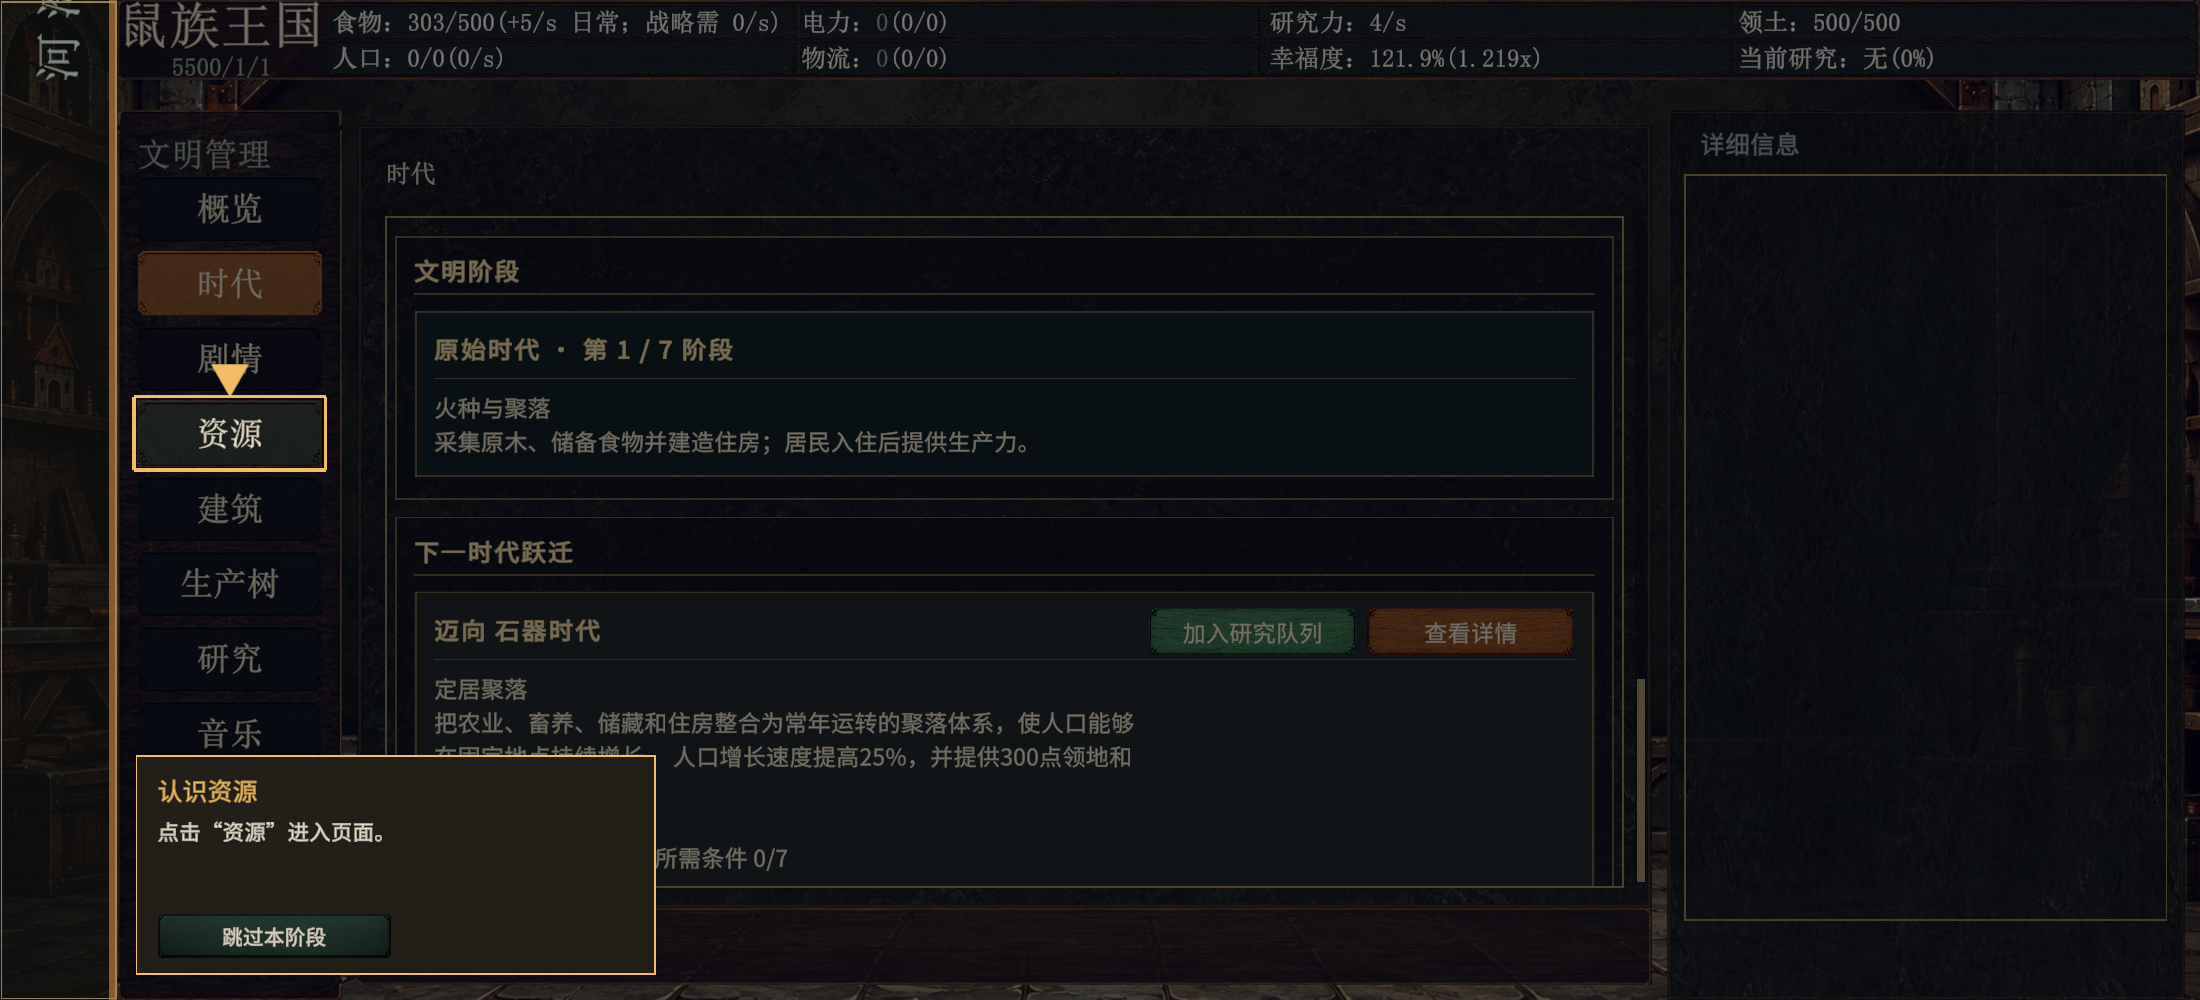 鼠族王国
5500/1/1
食物：303/500(+5/s 日常；战略需 0/s)
电力：0(0/0)
研究力：4/s
领土：500/500
人口：0/0(0/s)
物流：0(0/0)
幸福度：121.9%(1.219x)
当前研究：无(0%)
文明管理
概览
时代
剧情
资源
建筑
生产树
研究
音乐
时代
文明阶段
原始时代 · 第 1 / 7 阶段
火种与聚落
采集原木、储备食物并建造住房；居民入住后提供生产力。
下一时代跃迁
迈向 石器时代
加入研究队列
查看详情
定居聚落
把农业、畜养、储藏和住房整合为常年运转的聚落体系，使人口能够
在固定地点持续增长。 人口增长速度提高25%，并提供300点领地和
所需条件 0/7
认识资源
点击“资源”进入页面。
跳过本阶段
详细信息